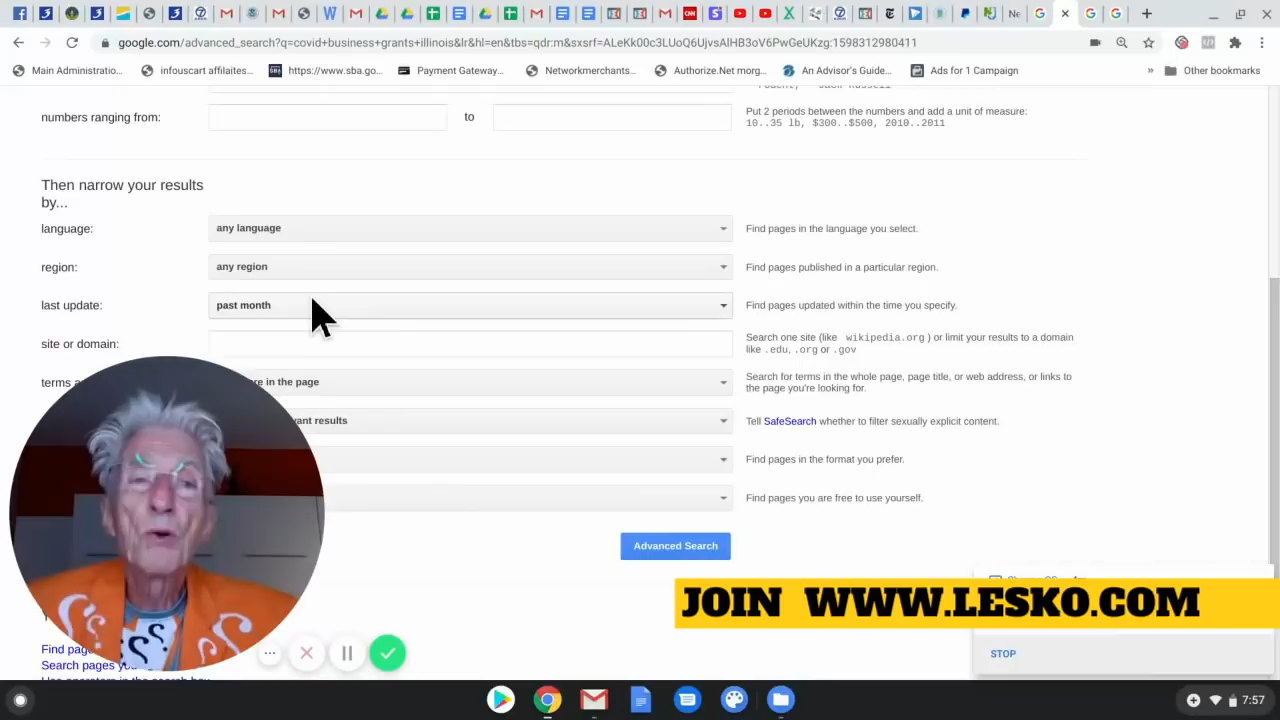 google.com/advanced_search?q=covid business grants illinois&lr&hl=en&tbs=qdr:m&sxsrf=ALeKk00c3LUoQ6UjvsAlHB3oV6PwGeUKzg:1598312980411
Main Administratio... infouscart affilaites... https://www.sba.go... Payment Gateway... Networkmerchants... Authorize.Net morg... An Advisor's Guide... Ads for 1 Campaign » Other bookmarks
numbers ranging from: to Put 2 periods between the numbers and add a unit of measure:
10..35 lb, $300..$500, 2010..2011
Then narrow your results
by...
language: any language Find pages in the language you select.
region: any region Find pages published in a particular region.
last update: past month Find pages updated within the time you specify.
site or domain: Search one site (like wikipedia.org ) or limit your results to a domain
like .edu, .org or .gov
terms in the page Search for terms in the whole page, page title, or web address, or links to
the page you're looking for.
results Tell SafeSearch whether to filter sexually explicit content.
Find pages in the format you prefer.
Find pages you are free to use yourself.
Advanced Search
JOIN WWW.LESKO.COM
Find
Search pages
STOP
7:57